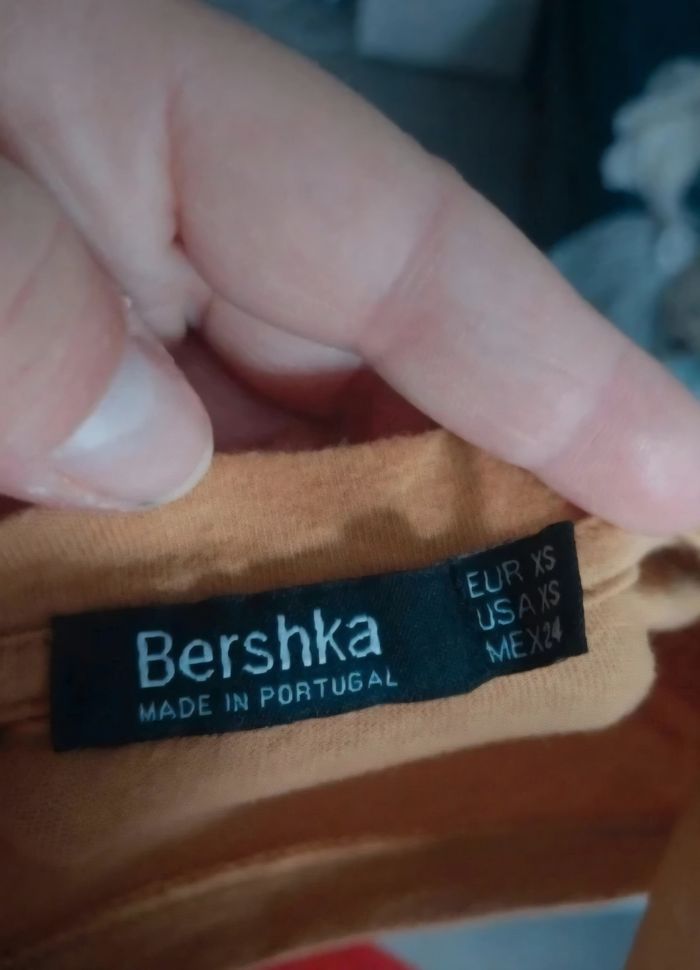 Bershka
MADE IN PORTUGAL
EUR XS
USA XS
MEX 24